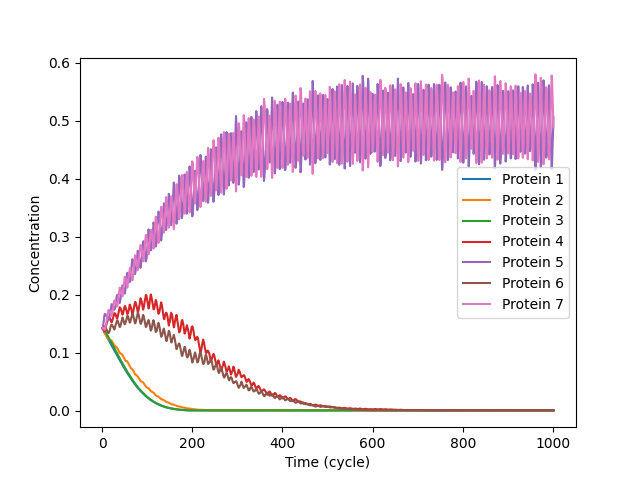 0.6
0.5
0.4
0.3
0.2
0.1
0.0
Concentration
Protein 1
Protein 2
Protein 3
Protein 4
Protein 5
Protein 6
Protein 7
0 200 400 600 800 1000
Time (cycle)